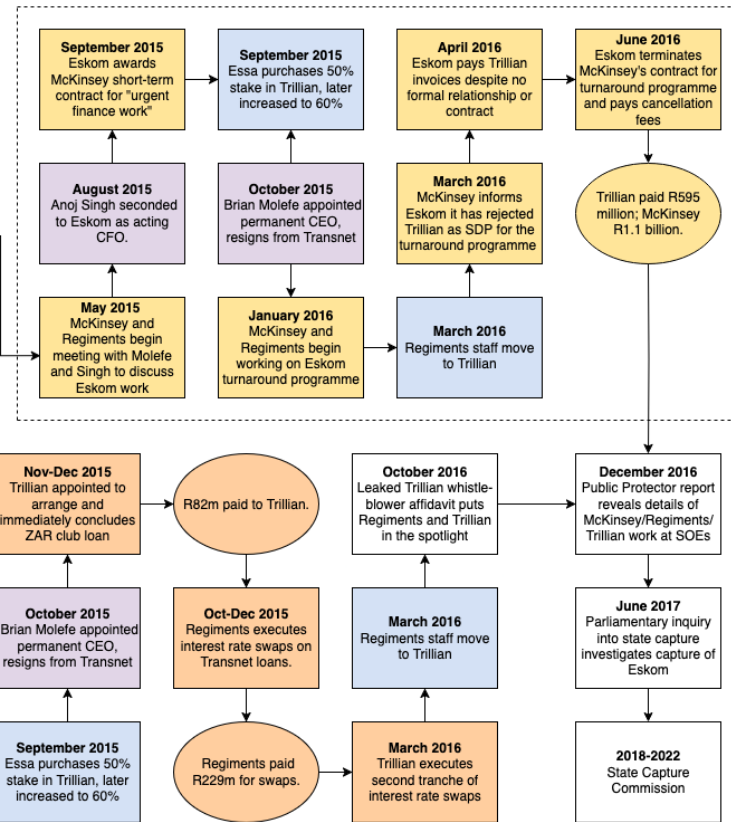 September 2015
Eskom awards
McKinsey short-term
contract for "urgent
finance work"
September 2015
Essa purchases 50%
stake in Trillian, later
increased to 60%
April 2016
Eskom pays Trillian
invoices despite no
formal relationship or
contract
June 2016
Eskom terminates
McKinsey's contract for
turnaround programme
and pays cancellation
fees
August 2015
Anoj Singh seconded
to Eskom as acting
CFO.
October 2015
Brian Molefe appointed
permanent CEO,
resigns from Transnet
March 2016
McKinsey informs
Eskom it has rejected
Trillian as SDP for the
turnaround programme
Trillian paid R595
million; McKinsey
R1.1 billion.
May 2015
McKinsey and
Regiments begin
meeting with Molefe
and Singh to discuss
Eskom work
January 2016
McKinsey and
Regiments begin
working on Eskom
turnaround programme
March 2016
Regiments staff move
to Trillian
Nov-Dec 2015
Trillian appointed to
arrange and
immediately concludes
ZAR club loan
R82m paid to Trillian.
October 2016
Leaked Trillian whistle-
blower affidavit puts
Regiments and Trillian
in the spotlight
December 2016
Public Protector report
reveals details of
McKinsey/Regiments/
Trillian work at SOEs
October 2015
Brian Molefe appointed
permanent CEO,
resigns from Transnet
Oct-Dec 2015
Regiments executes
interest rate swaps on
Transnet loans.
March 2016
Regiments staff move
to Trillian
June 2017
Parliamentary inquiry
into state capture
investigates capture of
Eskom
September 2015
Essa purchases 50%
stake in Trillian, later
increased to 60%
Regiments paid
R229m for swaps.
March 2016
Trillian executes
second tranche of
interest rate swaps
2018-2022
State Capture
Commission